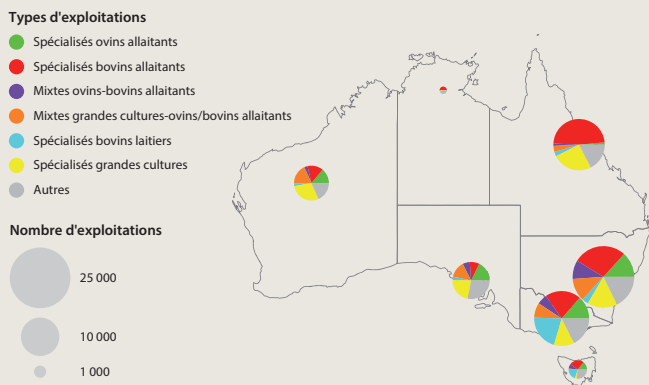 Types d'exploitations
Spécialisés ovins allaitants
Spécialisés bovins allaitants
Mixtes ovins-bovins allaitants
Mixtes grandes cultures-ovins/bovins allaitants
Spécialisés bovins laitiers
Spécialisés grandes cultures
Autres
Nombre d'exploitations
25 000
10 000
1 000